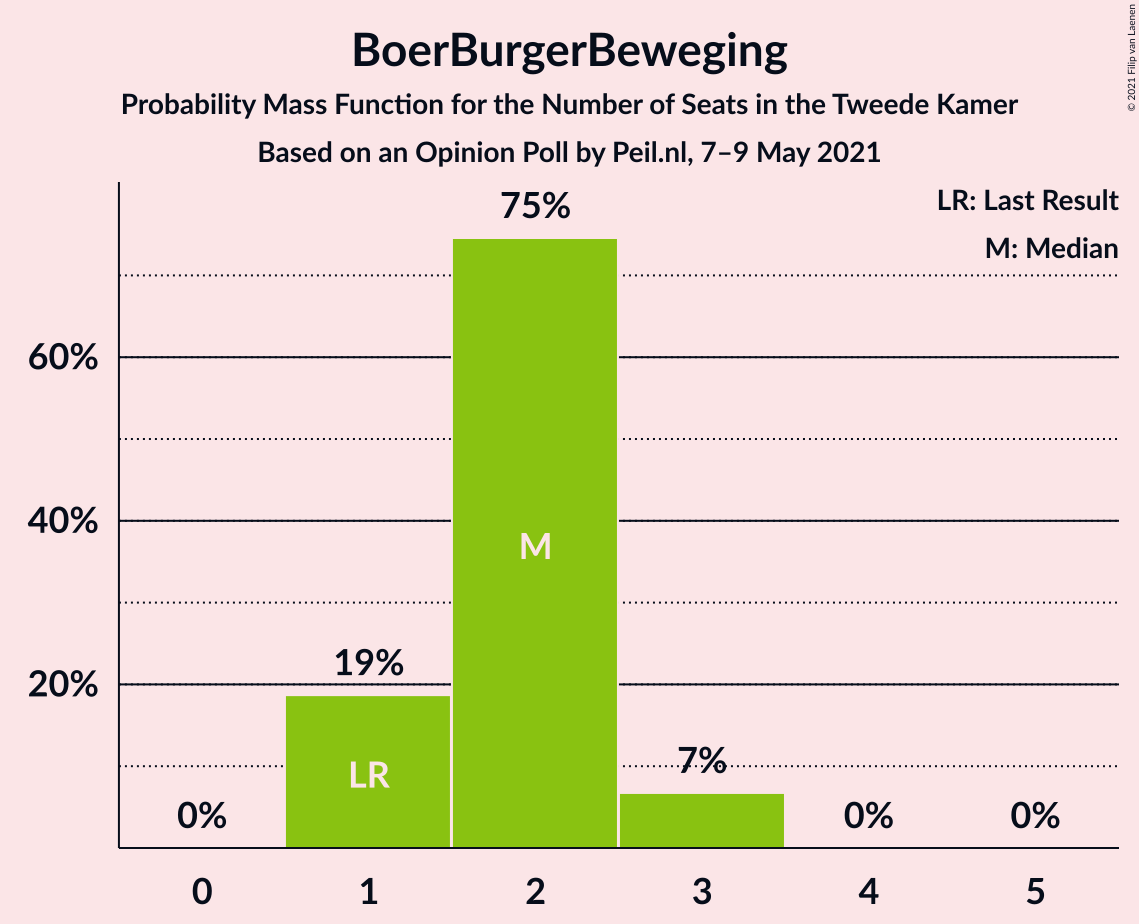 BoerBurgerBeweging
Probability Mass Function for the Number of Seats in the Tweede Kamer
Based on an Opinion Poll by Peil.nl, 7–9 May 2021
© 2021 Filip van Laenen
LR: Last Result
M: Median
75%
60%
40%
M
19%
20%
7%
LR
0%
0%
0%
0
1
2
3
4
5